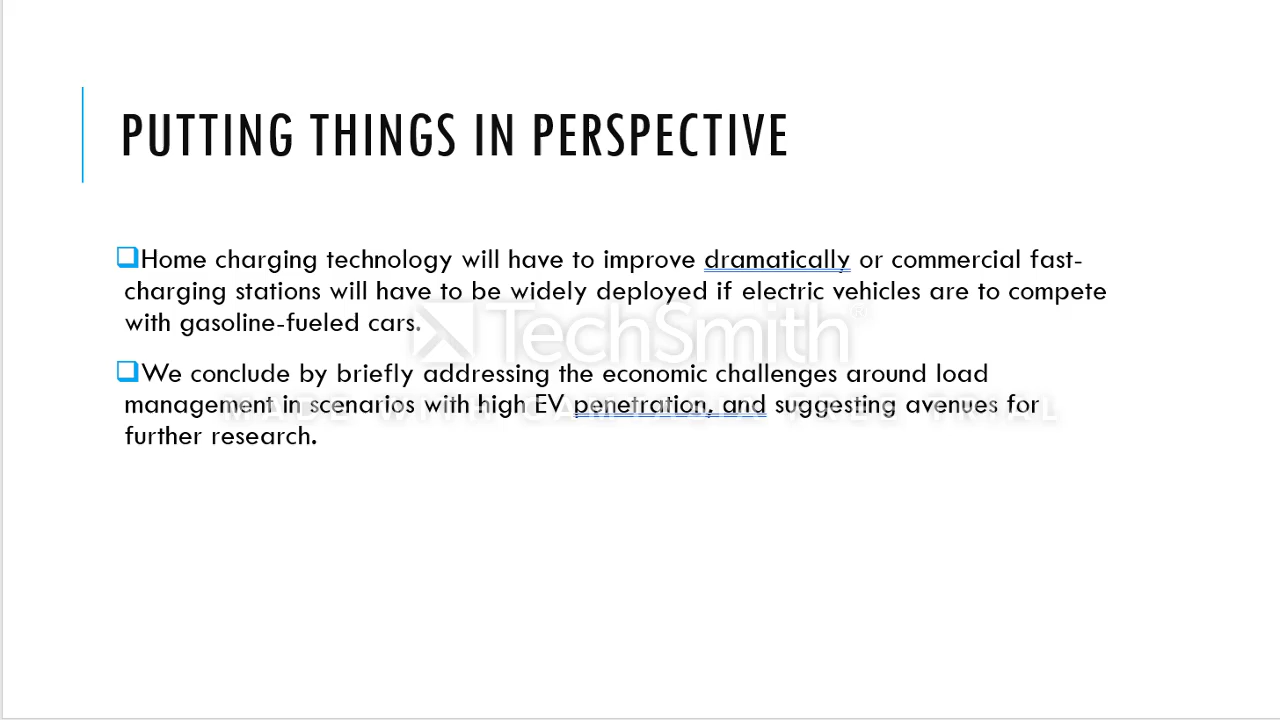 PUTTING THINGS IN PERSPECTIVE
Home charging technology will have to improve dramatically or commercial fast-
charging stations will have to be widely deployed if electric vehicles are to compete
with gasoline-fueled cars.
TechSmith®
We conclude by briefly addressing the economic challenges around load
management in scenarios with high EV penetration, and suggesting avenues for
MADE WITH
further research.